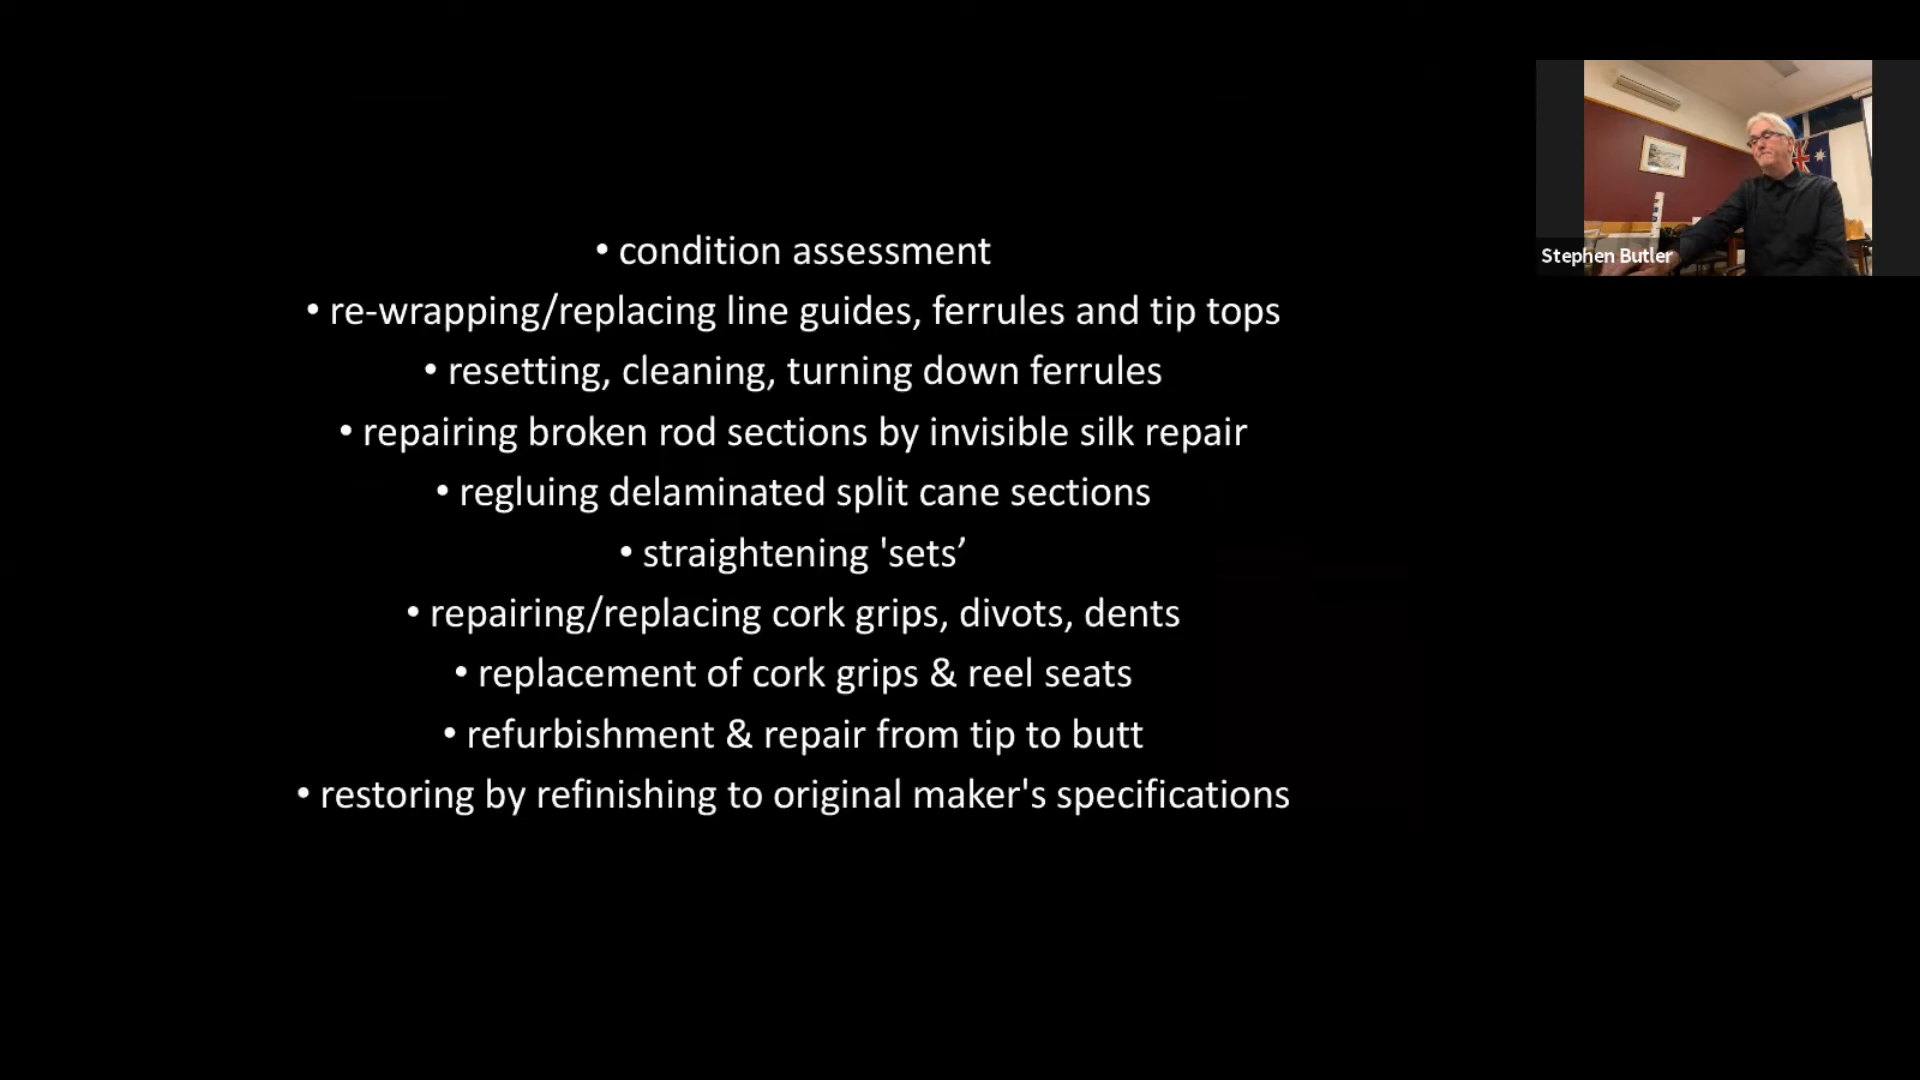 • condition assessment
• re-wrapping/replacing line guides, ferrules and tip tops
• resetting, cleaning, turning down ferrules
• repairing broken rod sections by invisible silk repair
• regluing delaminated split cane sections
• straightening 'sets’
• repairing/replacing cork grips, divots, dents
• replacement of cork grips & reel seats
• refurbishment & repair from tip to butt
• restoring by refinishing to original maker's specifications
Stephen Butler